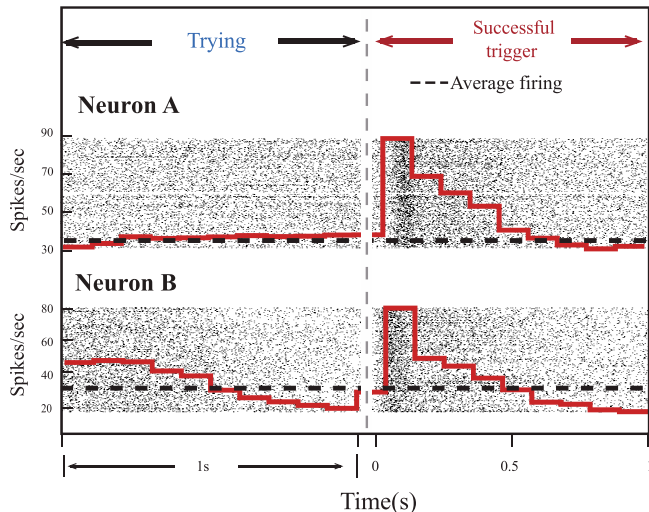 Trying
Successful
trigger
Average firing
Neuron A
Spikes/sec
90
70
50
30
Neuron B
Spikes/sec
80
60
40
20
1s
0
0.5
Time(s)